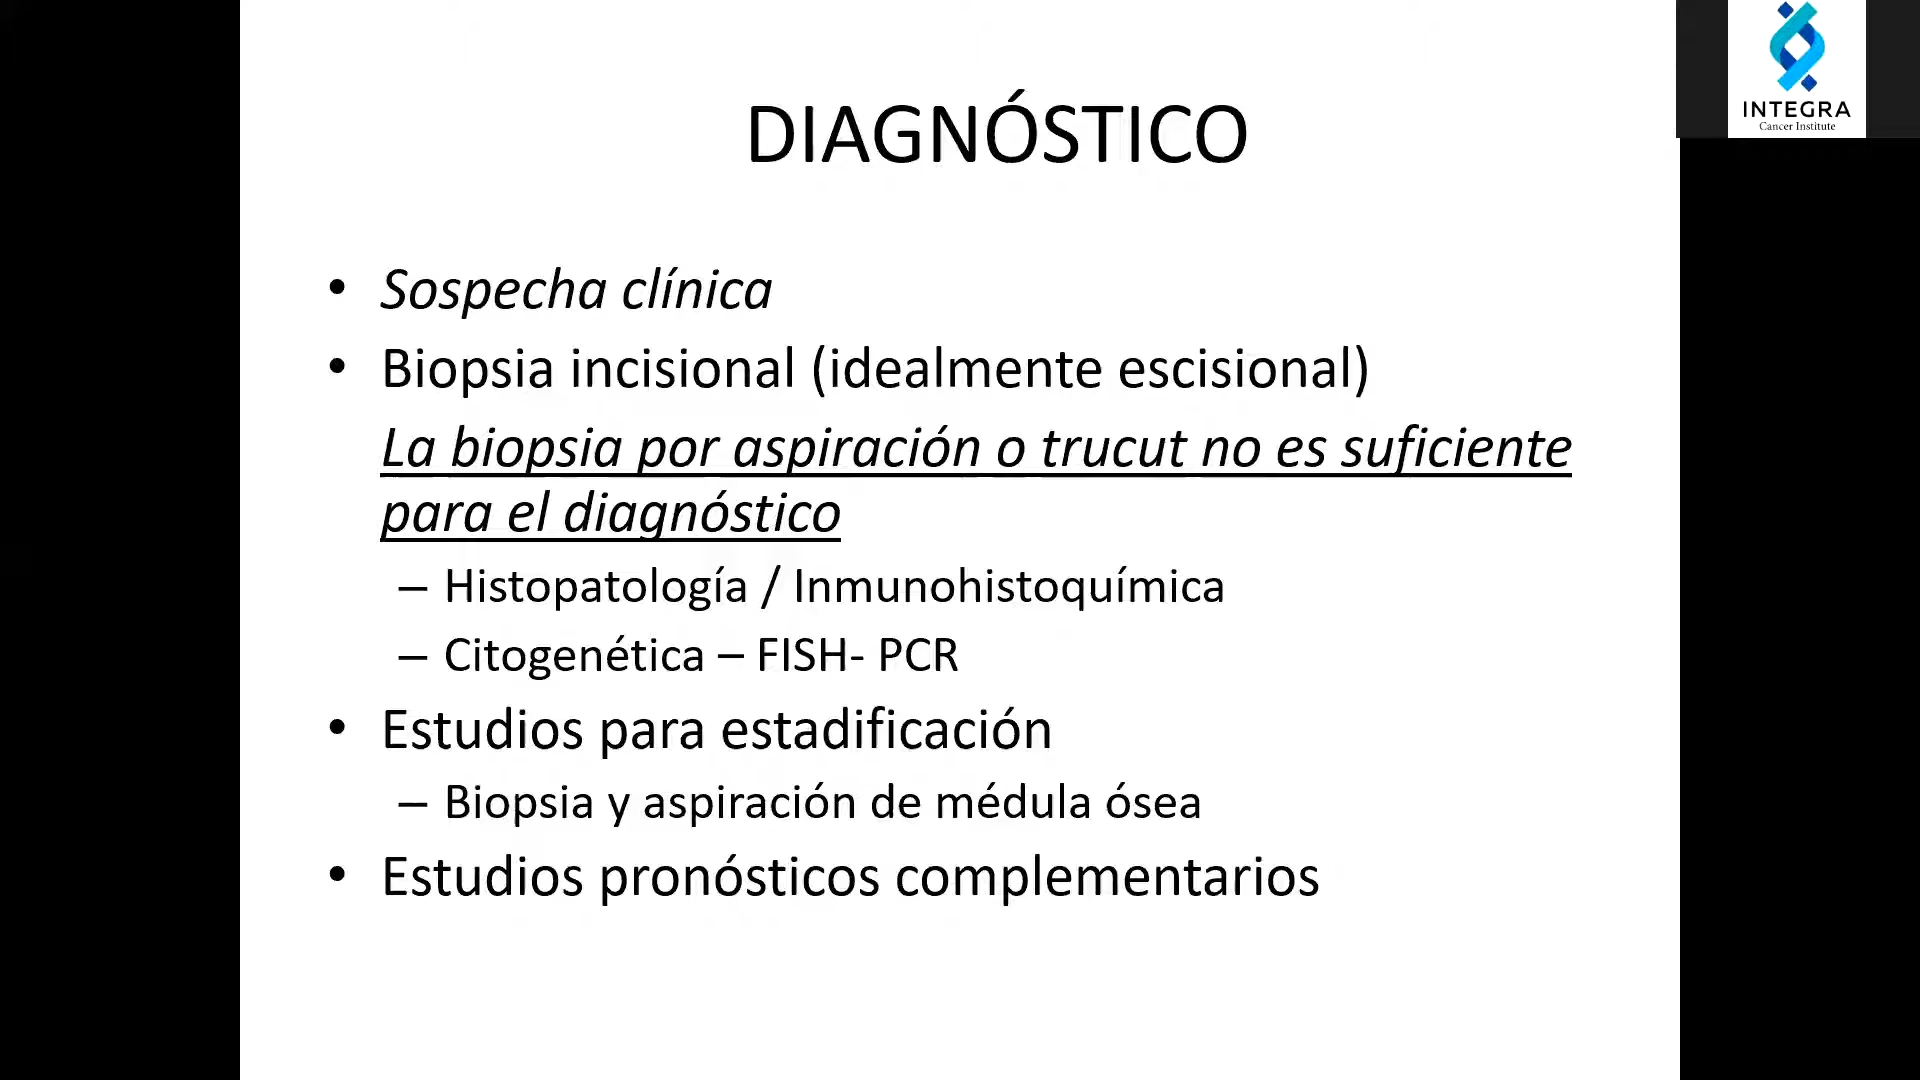 INTEGRA
Cancer Institute
DIAGNÓSTICO
• Sospecha clínica
• Biopsia incisional (idealmente escisional)
La biopsia por aspiración o trucut no es suficiente
para el diagnóstico
– Histopatología / Inmunohistoquímica
– Citogenética – FISH- PCR
• Estudios para estadificación
– Biopsia y aspiración de médula ósea
• Estudios pronósticos complementarios